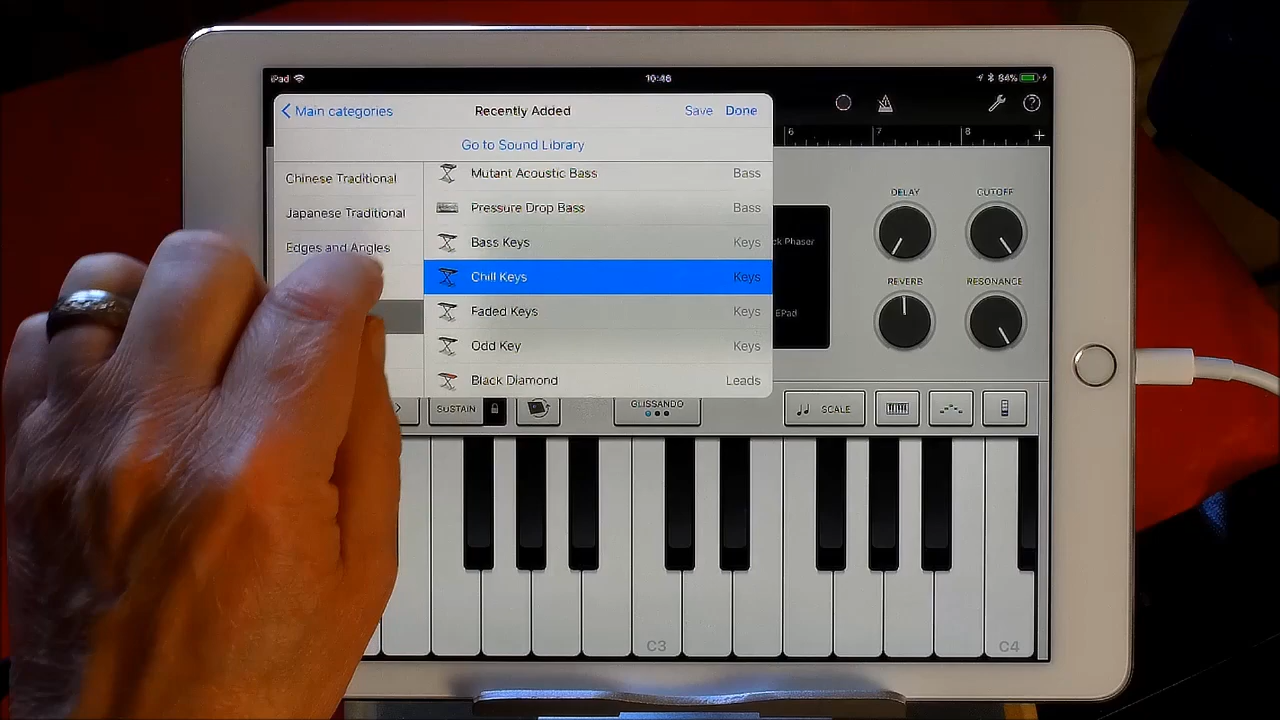 iPad 10:46 84%
Main categories Recently Added Save Done
Go to Sound Library
6 7 8 +
Chinese Traditional
Japanese Traditional
Edges and Angles
Mutant Acoustic Bass Bass
Pressure Drop Bass Bass
Bass Keys Keys
Chill Keys Keys
Faded Keys Keys
Odd Key Keys
Black Diamond Leads
Phaser
EPad
DELAY CUTOFF
REVERB RESONANCE
SUSTAIN GLISSANDO SCALE
C3 C4